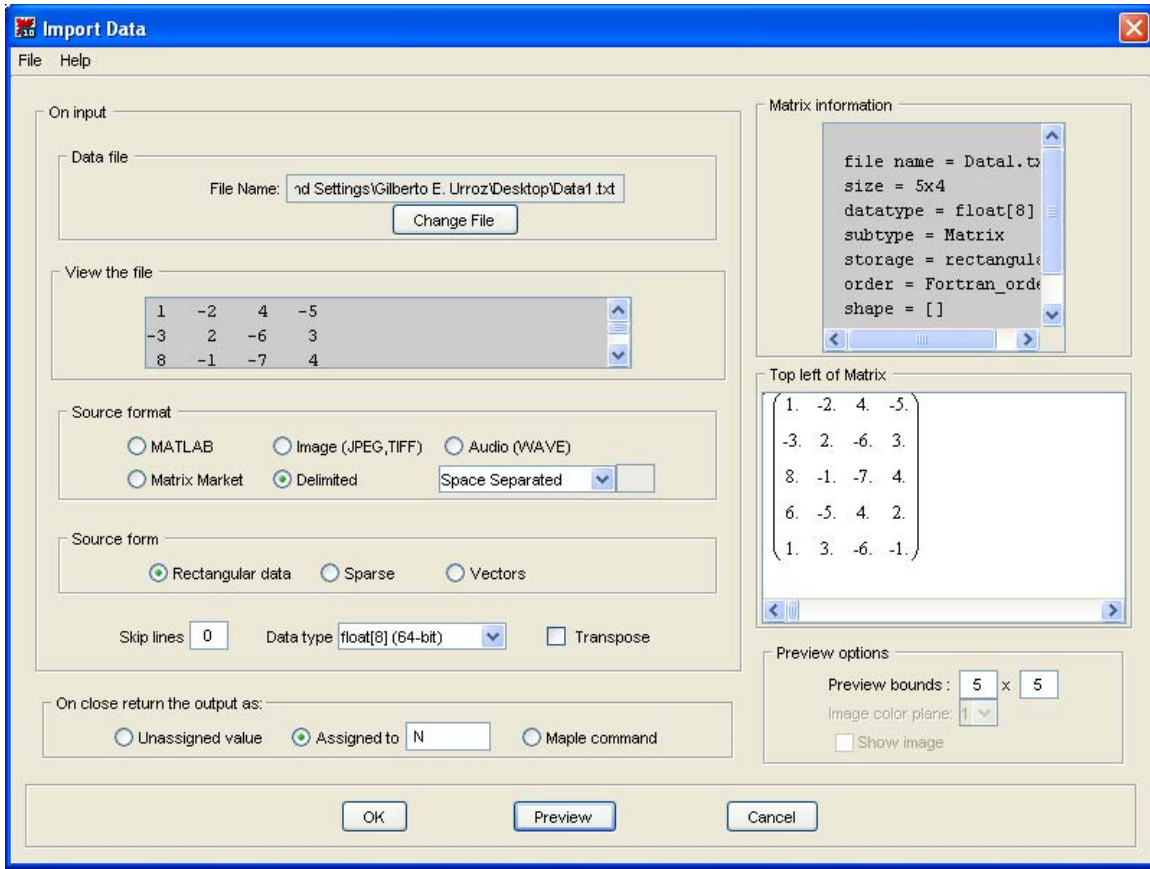 Import Data
File Help
On input
Data file
File Name: nd Settings\Gilberto E. Urroz\Desktop\Data1.txt
Change File
View the file
1 -2 4 -5
-3 2 -6 3
8 -1 -7 4
Source format
MATLAB Image (JPEG,TIFF) Audio (WAVE)
Matrix Market Delimited Space Separated
Source form
Rectangular data Sparse Vectors
Skip lines 0 Data type float[8] (64-bit) Transpose
On close return the output as:
Unassigned value Assigned to N Maple command
Matrix information
file name = Data1.tx
size = 5x4
datatype = float[8]
subtype = Matrix
storage = rectangula
order = Fortran_orde
shape = []
Top left of Matrix
1. -2. 4. -5.
-3. 2. -6. 3.
8. -1. -7. 4.
6. -5. 4. 2.
1. 3. -6. -1.
Preview options
Preview bounds : 5 x 5
Image color plane: 1
Show image
OK Preview Cancel